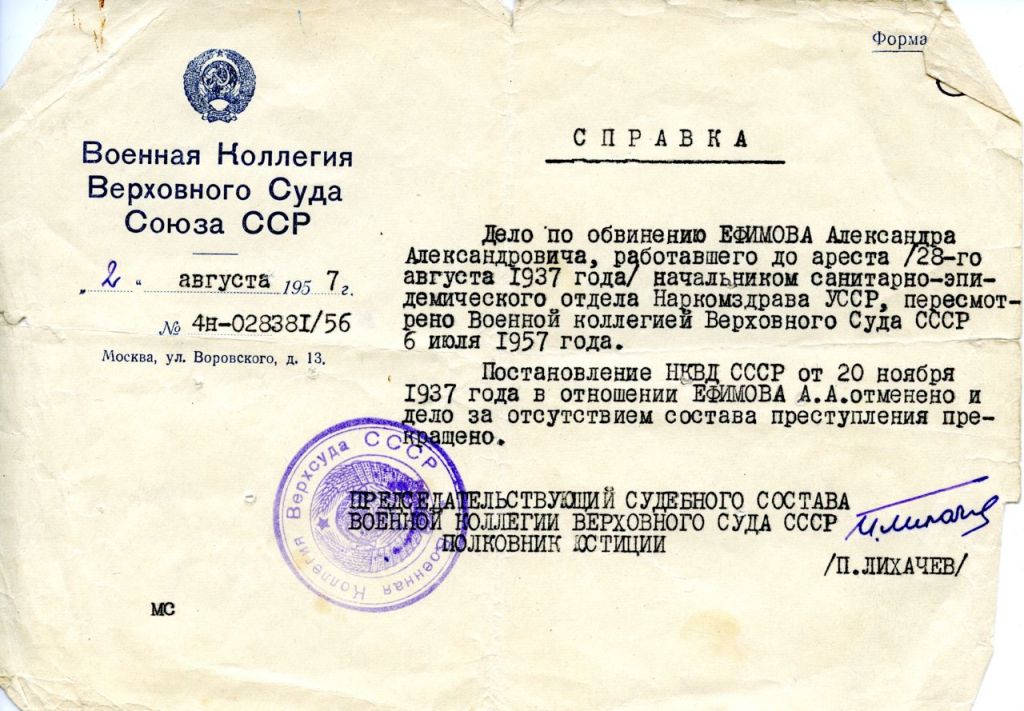 Форма
Военная Коллегия
Верховного Суда
Союза ССР
„2“ августа 1957 г.
№ 4н-028381/56
Москва, ул. Воровского, д. 13.
СПРАВКА
Дело по обвинению ЕФИМОВА Александра
Александровича, работавшего до ареста /28-го
августа 1937 года/ начальником санитарно-эпи-
демического отдела Наркомздрава УССР, пересмот-
рено Военной коллегией Верховного Суда СССР
6 июля 1957 года.
Постановление НКВД СССР от 20 ноября
1937 года в отношении ЕФИМОВА А.А.отменено и
дело за отсутствием состава преступления пре-
кращено.
ПРЕДСЕДАТЕЛЬСТВУЮЩИЙ СУДЕБНОГО СОСТАВА
ВОЕННОЙ КОЛЛЕГИИ ВЕРХОВНОГО СУДА СССР
ПОЛКОВНИК ЮСТИЦИИ
/П.ЛИХАЧЕВ/
Военная Коллегия Верхсуда СССР
МС